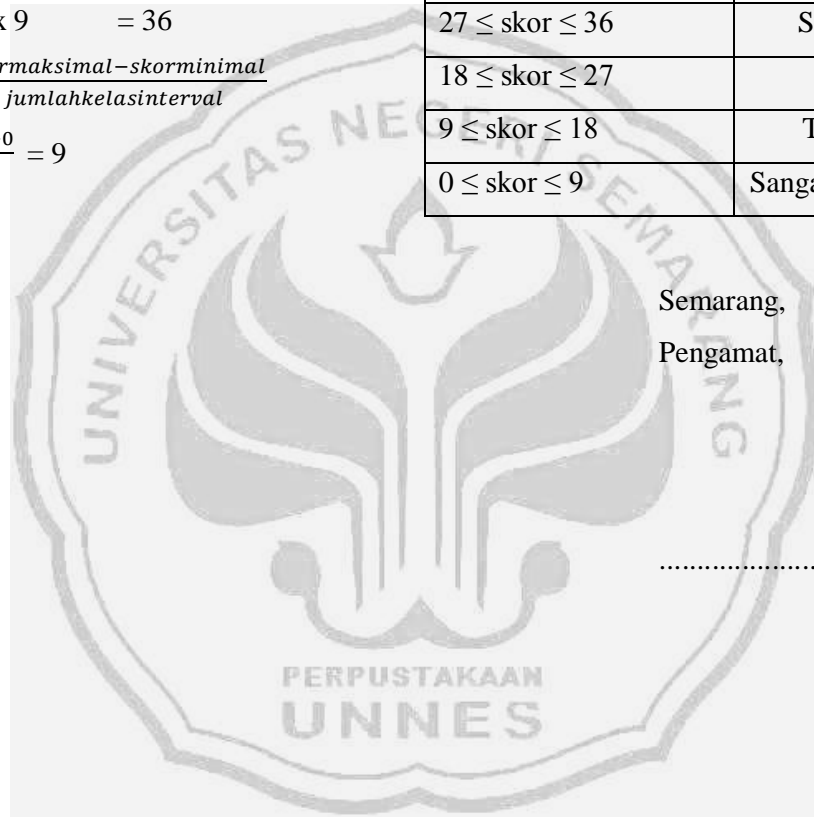 x 9 = 36
rmaksimal−skorminimal
jumlahkelasinterval
0
= 9
27 ≤ skor ≤ 36 S
18 ≤ skor ≤ 27
9 ≤ skor ≤ 18 T
0 ≤ skor ≤ 9 Sanga
Semarang,
Pengamat,
......................
UNIVERSITAS NEGERI SEMARANG
PERPUSTAKAAN
UNNES